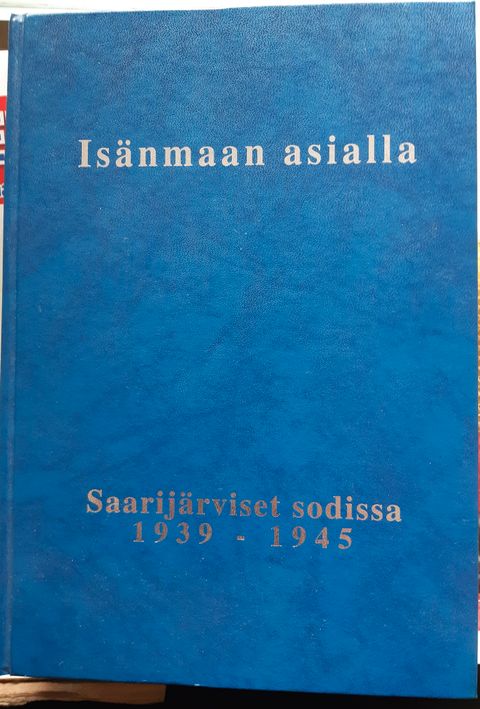 Isänmaan asialla
Saarijärviset sodissa
1939 - 1945